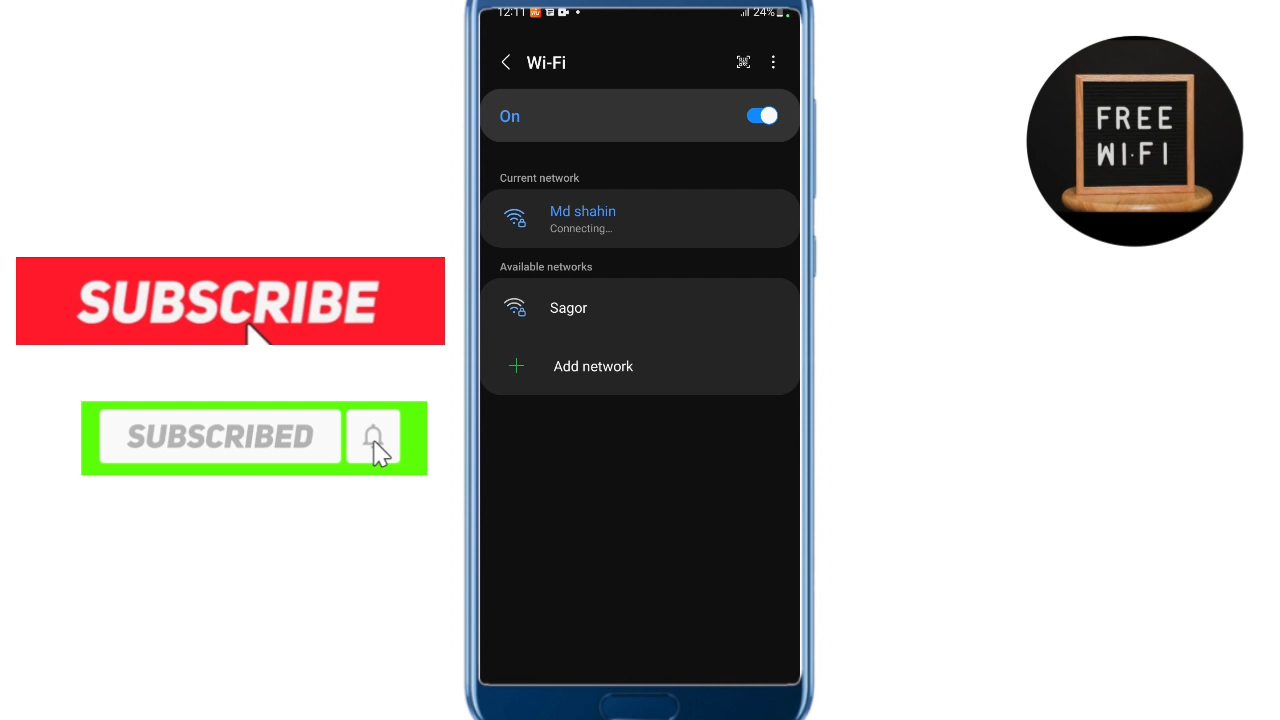 12:11
24%
Wi-Fi
On
Current network
Md shahin
Connecting...
Available networks
Sagor
Add network
SUBSCRIBE
SUBSCRIBED
FREE
WI-FI